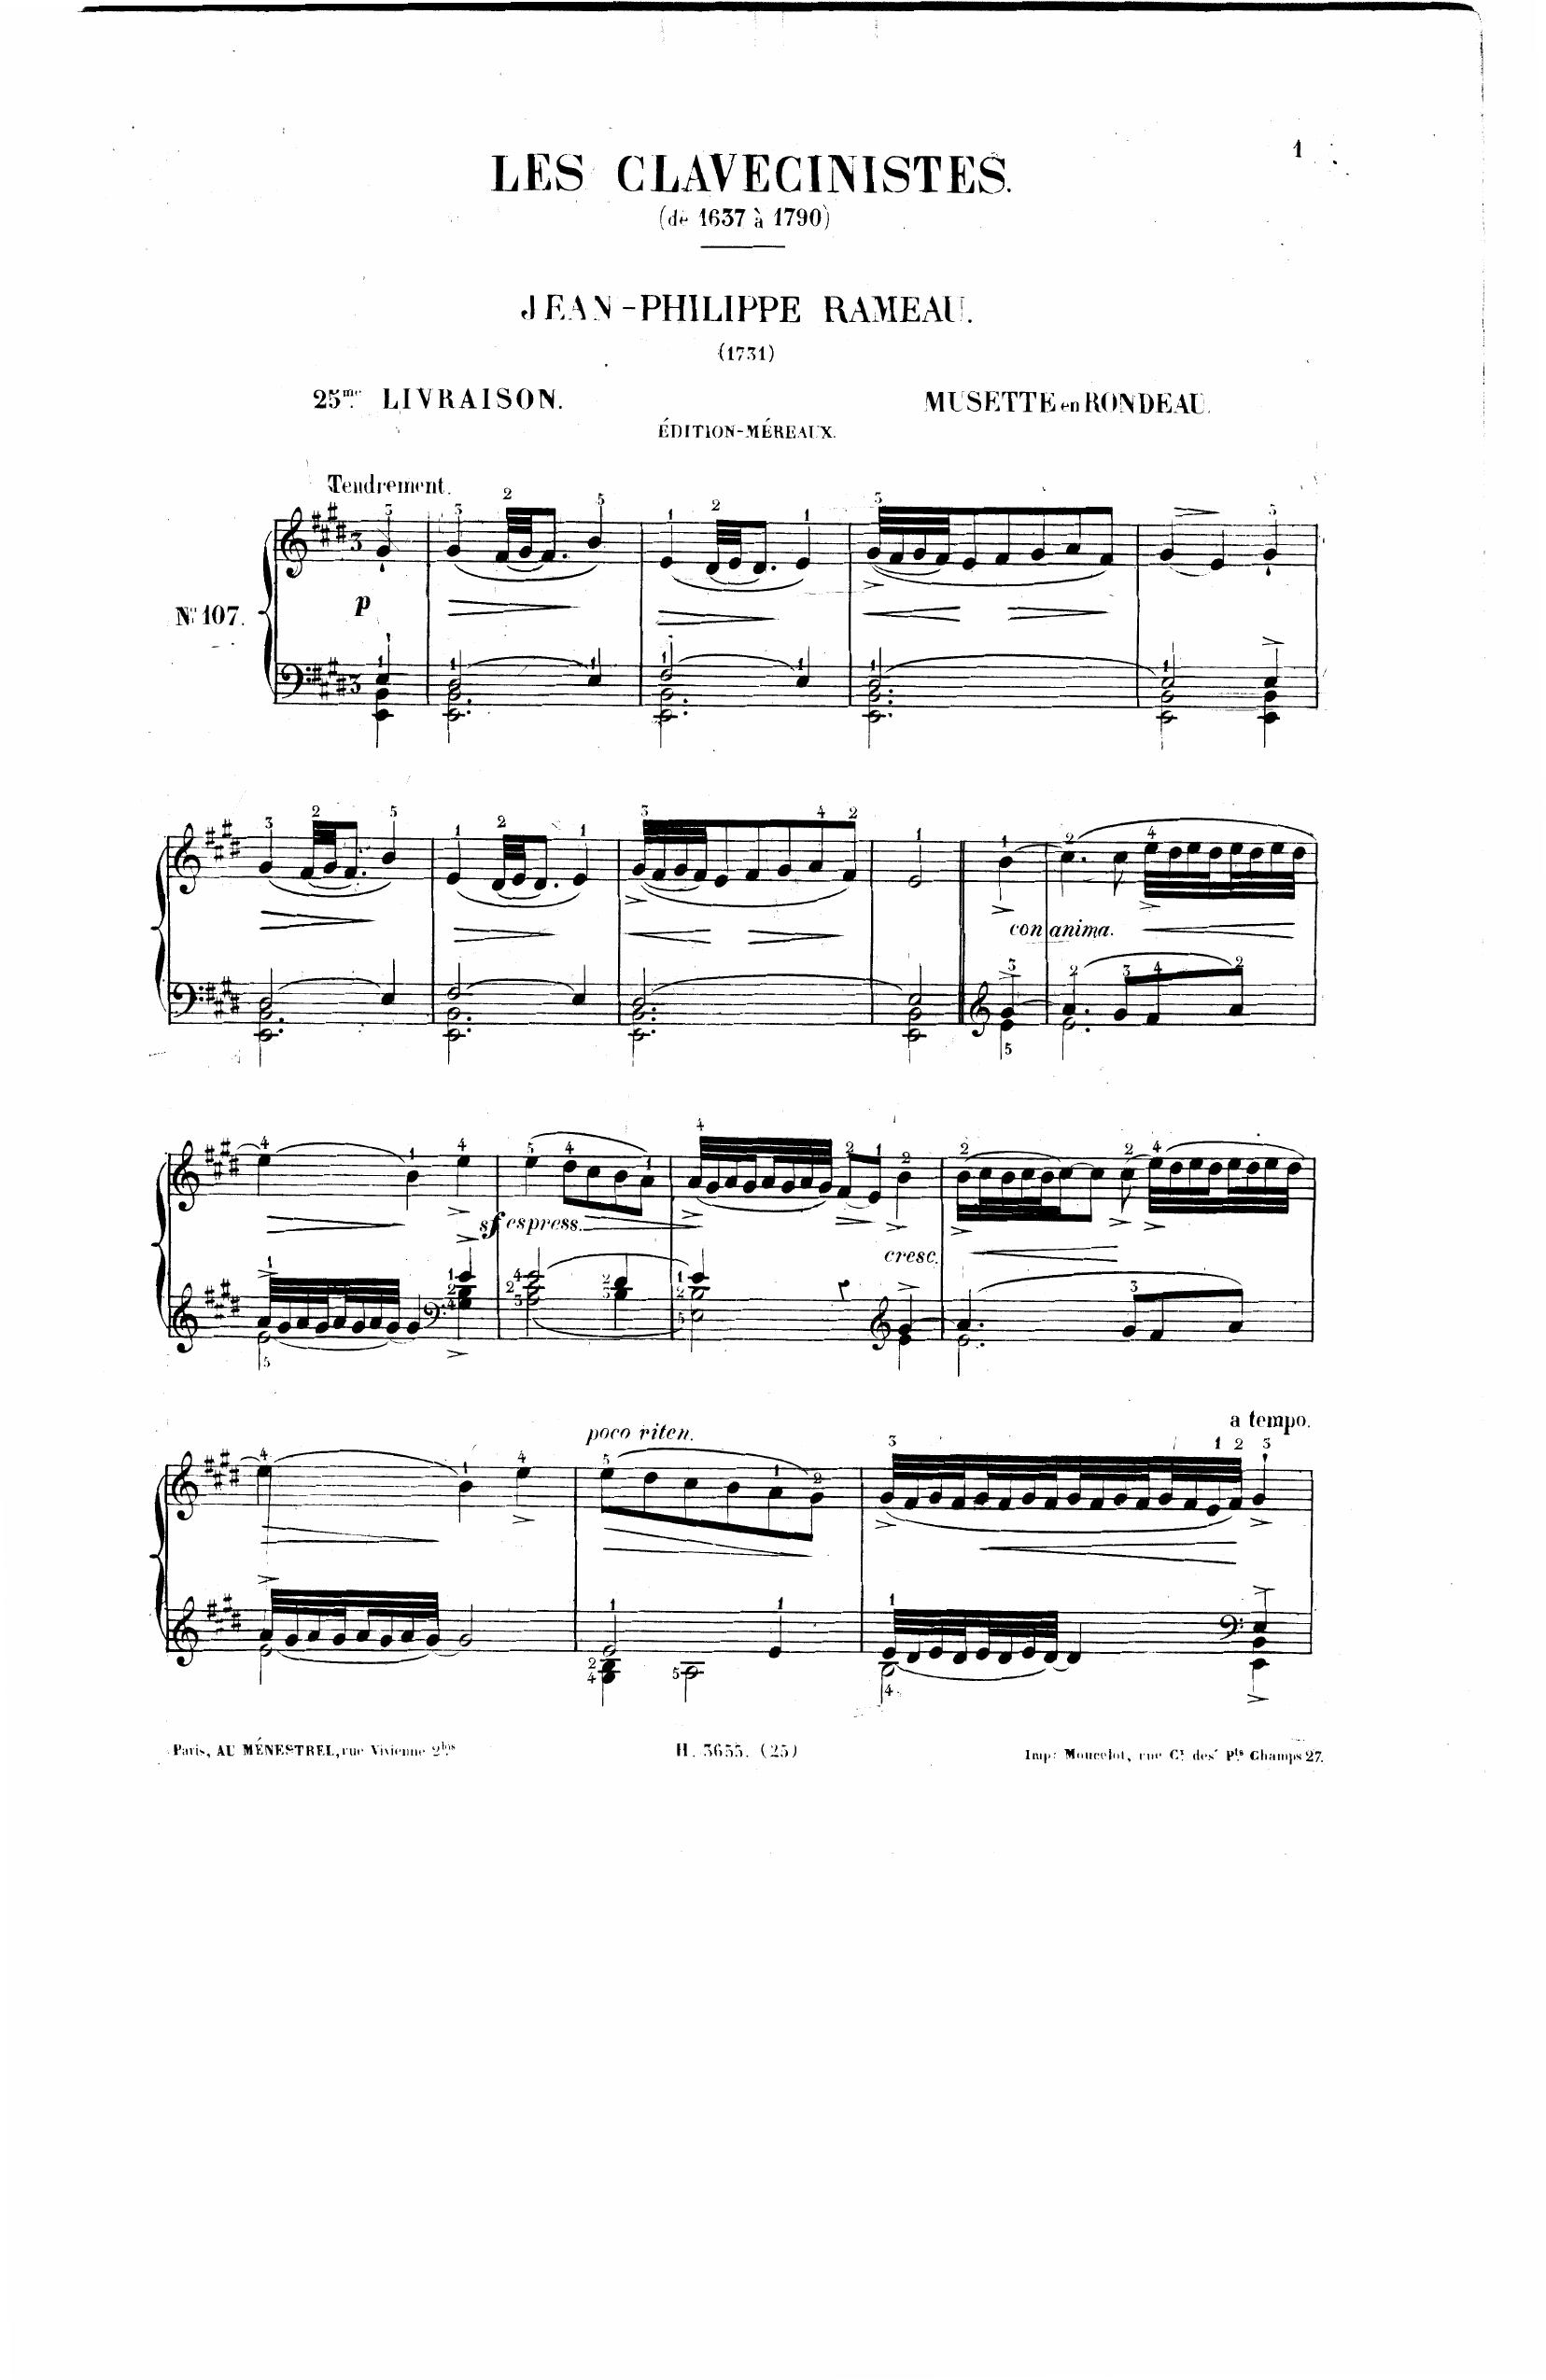 1
LES CLAVECINISTES.
(de 1637 à 1790)
JEAN-PHILIPPE RAMEAU.
(1731)
25me LIVRAISON.
MUSETTE en RONDEAU.
ÉDITION-MÉREAUX.
Tendrement.
No 107.
p
con anima.
sf espress.
cresc.
poco riten.
a tempo.
Paris, AU MÉNESTREL, rue Vivienne 2bis
H. 3655. (25)
Imp: Moucelot, rue Cx des Pts Champs 27.